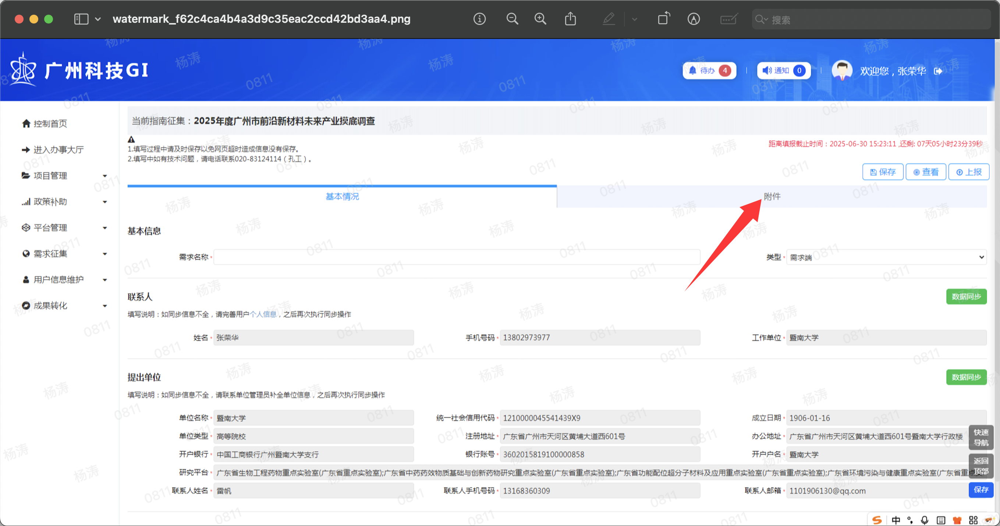 watermark_f62c4ca4b4a3d9c35eac2ccd42bd3aa4.png
搜索
广州科技GI
待办 4
通知 0
欢迎您，张荣华
控制首页
进入办事大厅
项目管理
政策补助
平台管理
需求征集
用户信息维护
成果转化
当前指南征集：2025年度广州市前沿新材料未来产业摸底调查
1.填写过程中请及时保存以免网页超时造成信息没有保存。
2.填写中如有技术问题，请电话联系020-83124114（孔工）。
距离填报截止时间：2025-06-30 15:23:11 ,还剩: 07天05小时23分39秒
保存 查看 上报
基本情况 附件
基本信息
需求名称* 类型* 需求端
联系人 数据同步
填写说明：如同步信息不全，请完善用户个人信息，之后再次执行同步操作
姓名* 张荣华 手机号码* 13802973977 工作单位* 暨南大学
提出单位 数据同步
填写说明：如同步信息不全，请联系单位管理员补全单位信息，之后再次执行同步操作
单位名称* 暨南大学 统一社会信用代码* 1210000045541439X9 成立日期* 1906-01-16
单位类型* 高等院校 注册地址* 广东省广州市天河区黄埔大道西601号 办公地址* 广东省广州市天河区黄埔大道西601号暨南大学行政楼
开户银行* 中国工商银行广州暨南大学支行 银行账号* 3602015819100000858 开户户名* 暨南大学
研究平台* 广东省生物工程药物重点实验室(广东省重点实验室);广东省中药药效物质基础与创新药物研究重点实验室(广东省重点实验室);广东省功能配位超分子材料及应用重点实验室(广东省重点实验室);广东省环境污染与健康重点实验室(广东省重点
联系人姓名* 雷帆 联系人手机号码* 13168360309 联系人邮箱* 1101906130@qq.com
快速
导航
返回
顶部
保存
中
杨涛
0811